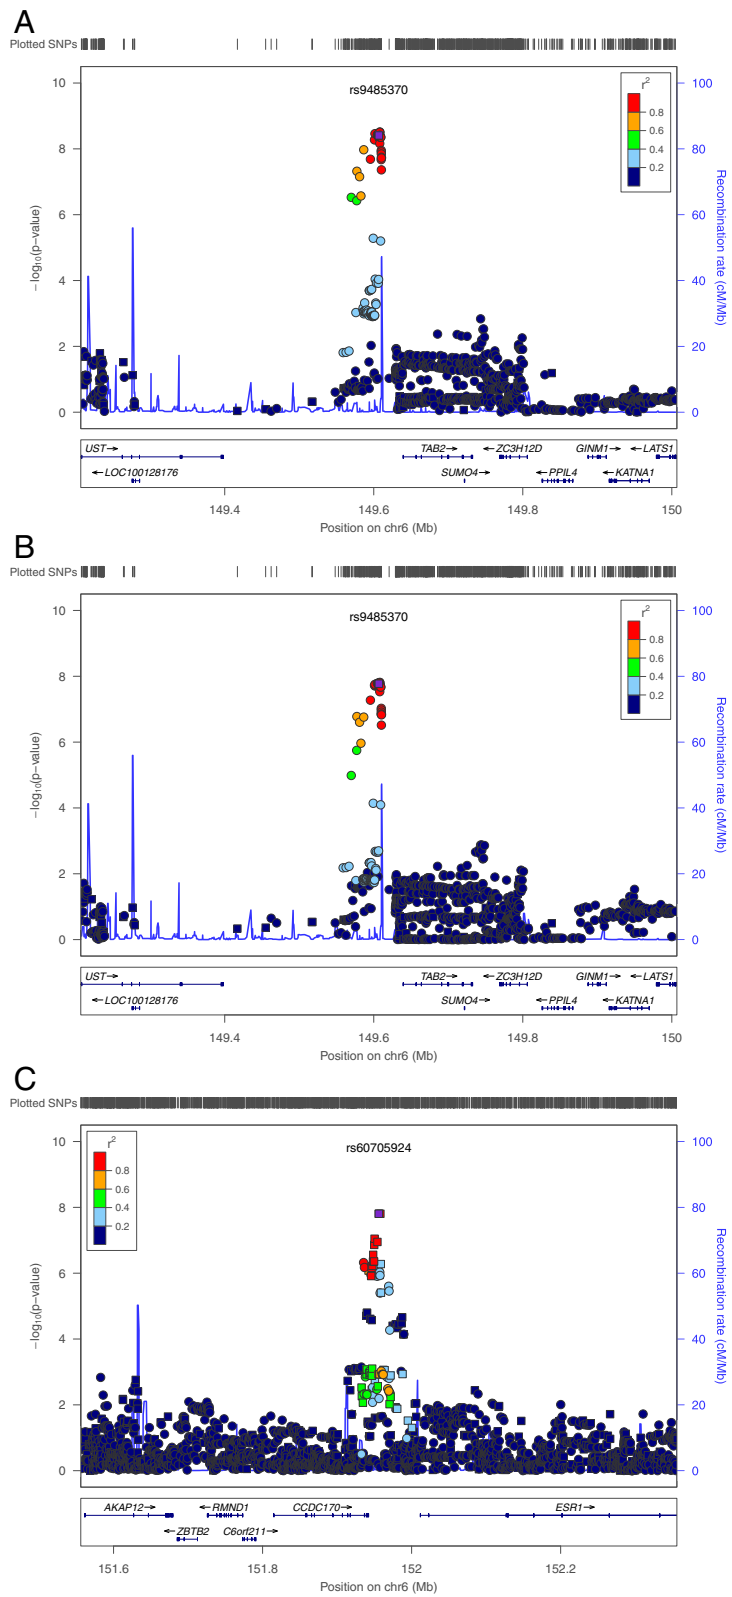 A
Plotted SNPs
10
8
6
4
2
0
− log10(p−value)
rs9485370
r2
0.8
0.6
0.4
0.2
100
80
60
40
20
0
Recombination rate (cM/Mb)
UST
TAB2
ZC3H12D
GINM1
LATS1
LOC100128176
SUMO4
PPIL4
KATNA1
149.4
149.6
149.8
150
Position on chr6 (Mb)
B
Plotted SNPs
10
8
6
4
2
0
−log10(p−value)
rs9485370
r2
0.8
0.6
0.4
0.2
100
80
60
40
20
0
Recombination rate (cM/Mb)
UST
TAB2
ZC3H12D
GINM1
LATS1
LOC100128176
SUMO4
PPIL4
KATNA1
149.4
149.6
149.8
150
Position on chr6 (Mb)
C
Plotted SNPs
10
8
6
4
2
0
−log10(p−value)
r2
0.8
0.6
0.4
0.2
rs60705924
100
80
60
40
20
0
Recombination rate (cM/Mb)
AKAP12
RMND1
CCDC170
ESR1
ZBTB2
C6orf211
151.6
151.8
152
152.2
Position on chr6 (Mb)